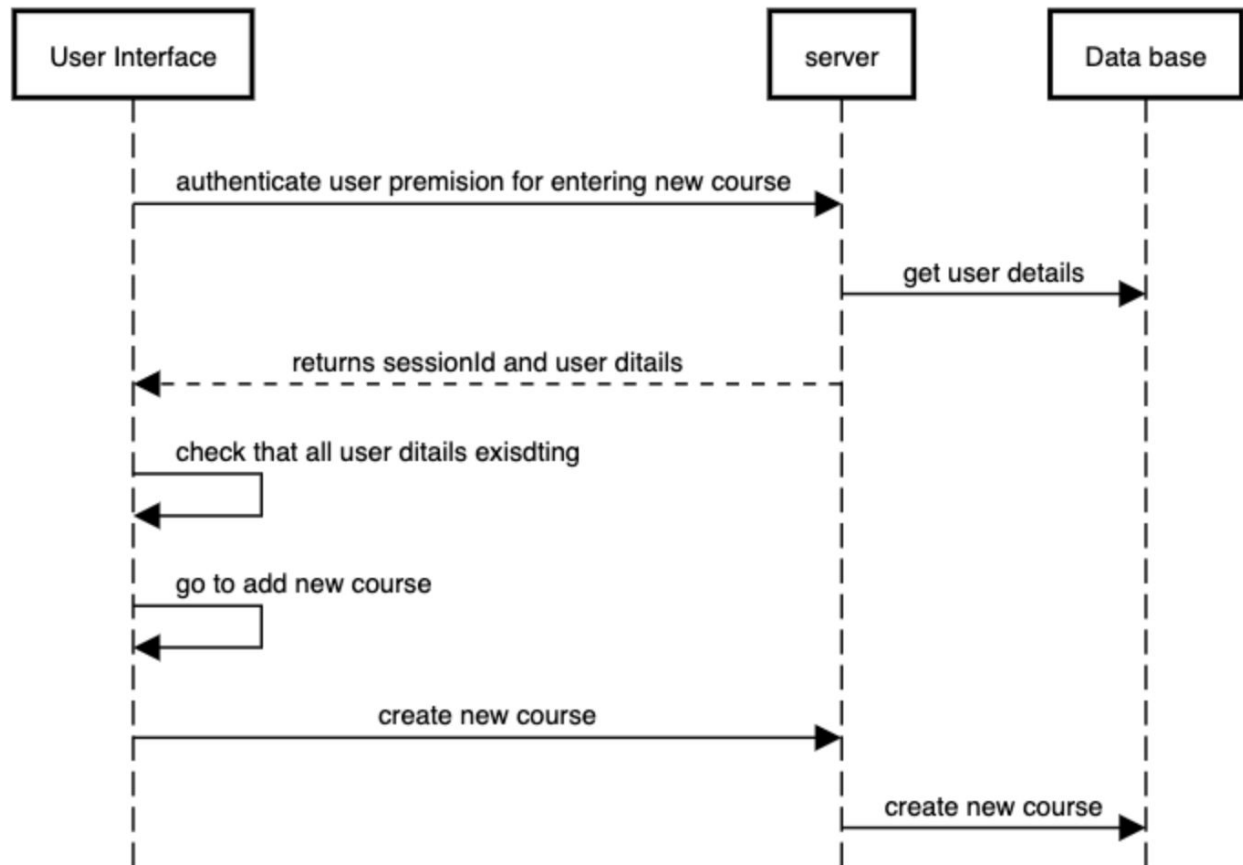 User Interface
server
Data base
authenticate user premision for entering new course
get user details
returns sessionId and user ditails
check that all user ditails exisdting
go to add new course
create new course
create new course